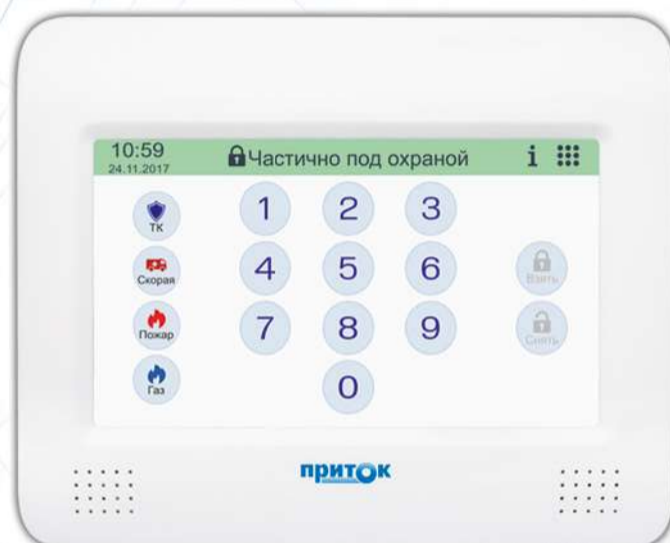 10:59
24.11.2017
Частично под охраной
i
ТК
Скорая
Пожар
Газ
1 2 3
4 5 6
7 8 9
0
Взять
Снять
приток